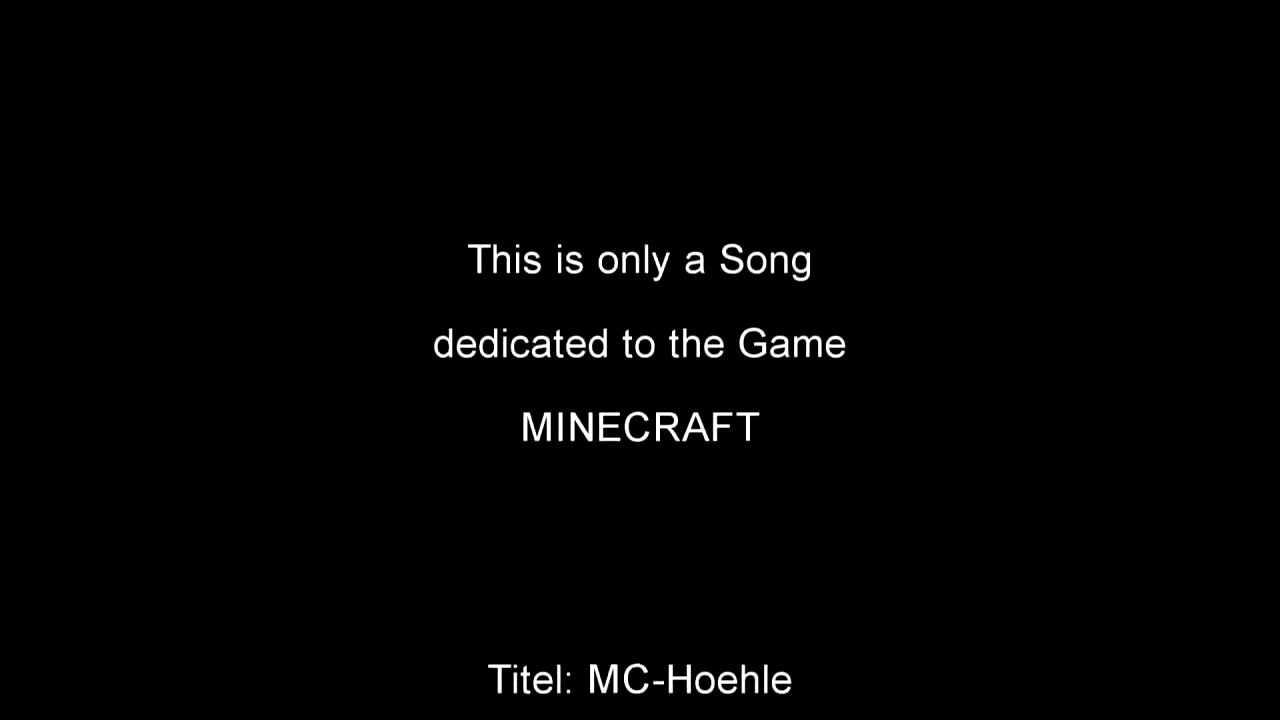 This is only a Song
dedicated to the Game
MINECRAFT
Titel: MC-Hoehle